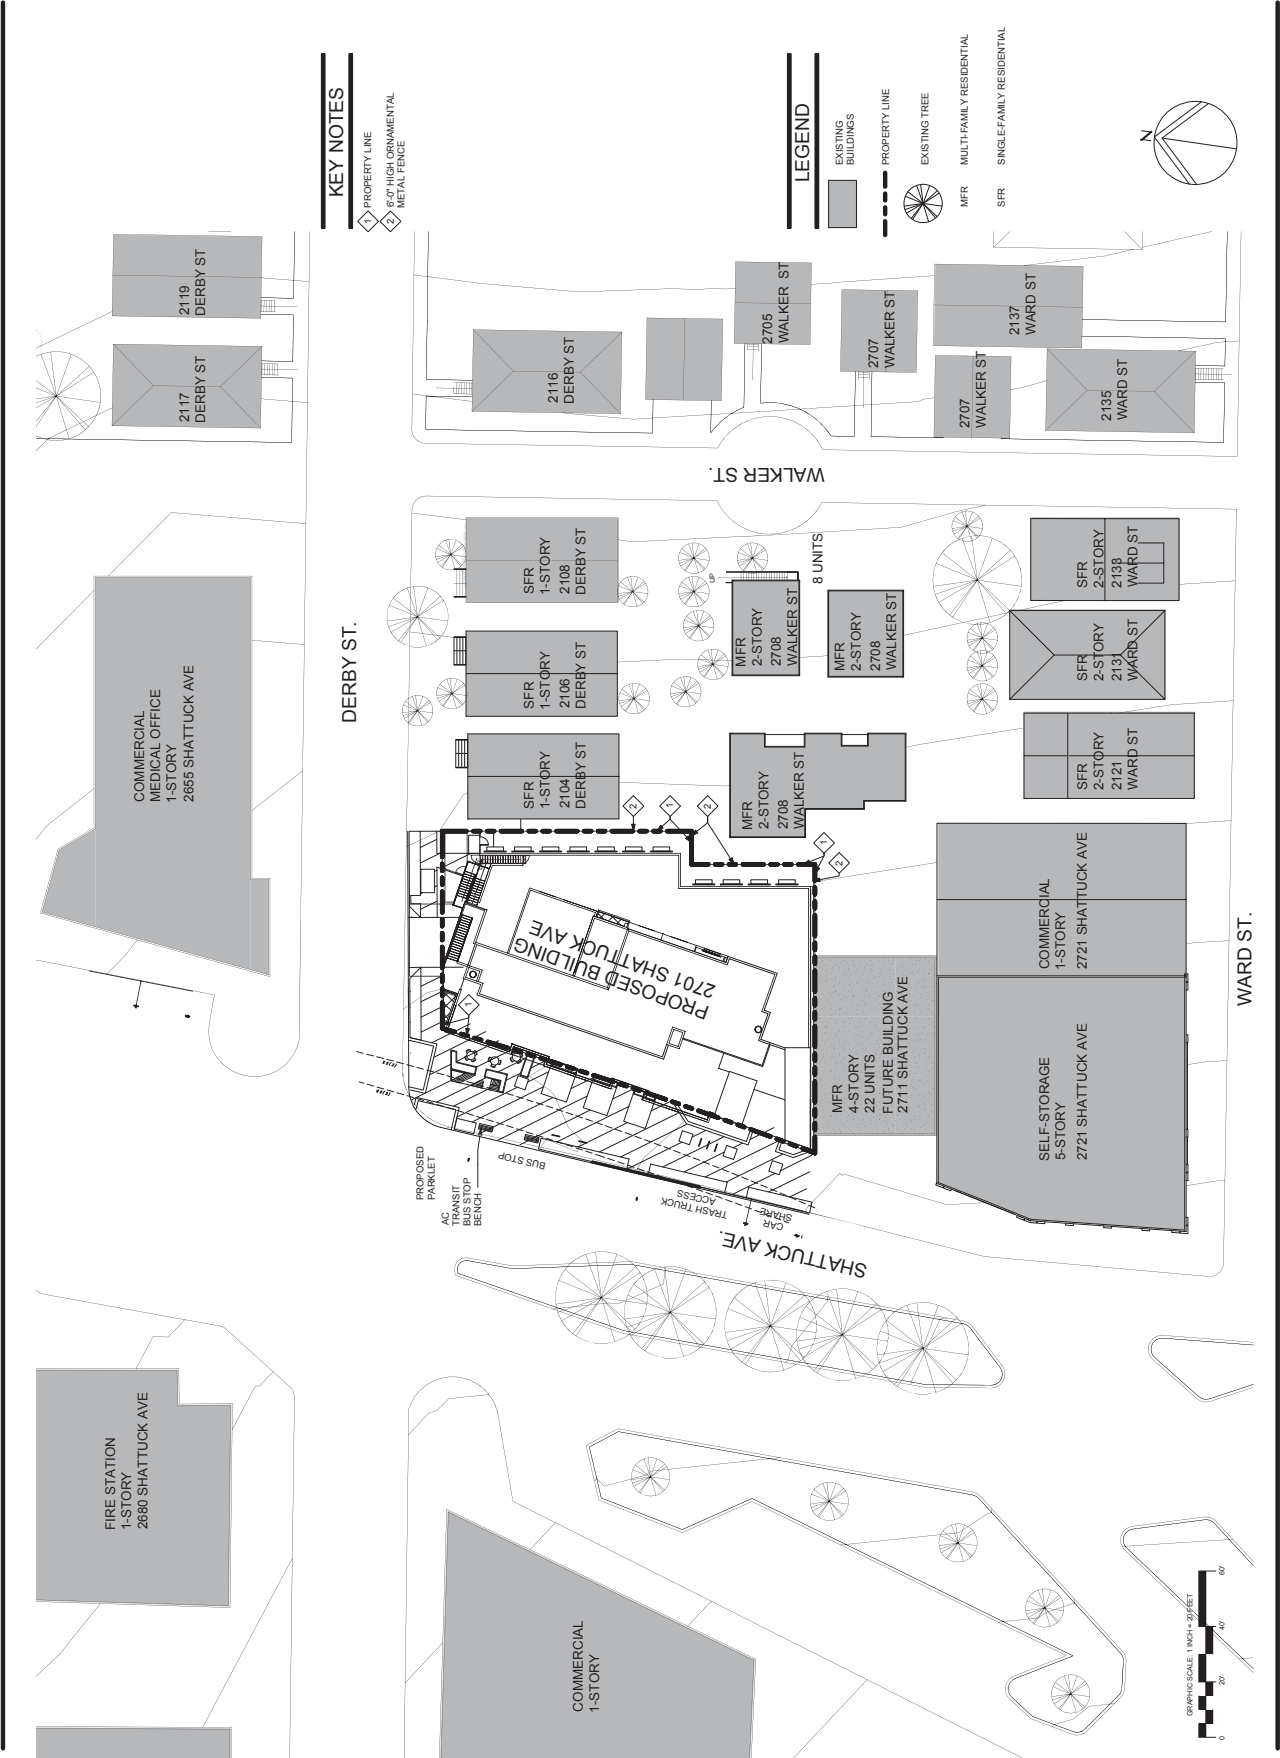 KEY NOTES
1
PROPERTY LINE
2
6'-0" HIGH ORNAMENTAL
METAL FENCE
LEGEND
EXISTING
BUILDINGS
PROPERTY LINE
EXISTING TREE
MFR MULTI-FAMILY RESIDENTIAL
SFR SINGLE-FAMILY RESIDENTIAL
N
2119
DERBY ST
2117
DERBY ST
2116
DERBY ST
2705
WALKER ST
2707
WALKER ST
2137
WARD ST
2707
WALKER ST
2135
WARD ST
WALKER ST.
COMMERCIAL
MEDICAL OFFICE
1-STORY
2655 SHATTUCK AVE
DERBY ST.
SFR
1-STORY
2108
DERBY ST
SFR
1-STORY
2106
DERBY ST
SFR
1-STORY
2104
DERBY ST
UP
8 UNITS
MFR
2-STORY
2708
WALKER ST
MFR
2-STORY
2708
WALKER ST
MFR
2-STORY
2708
WALKER ST
SFR
2-STORY
2133
WARD ST
SFR
2-STORY
2131
WARD ST
SFR
2-STORY
2121
WARD ST
2
1
2
1
2
1
PROPOSED BUILDING
2701 SHATTUCK AVE
MFR
4-STORY
22 UNITS
FUTURE BUILDING
2711 SHATTUCK AVE
COMMERCIAL
1-STORY
2721 SHATTUCK AVE
SELF-STORAGE
5-STORY
2721 SHATTUCK AVE
WARD ST.
PROPOSED
PARKLET
AC
TRANSIT
BUS STOP
BENCH
BUS STOP
TRASH TRUCK
ACCESS
CAR
SHARE
SHATTUCK AVE.
FIRE STATION
1-STORY
2680 SHATTUCK AVE
COMMERCIAL
1-STORY
GRAPHIC SCALE: 1 INCH = 20 FEET
0 20' 40' 60'